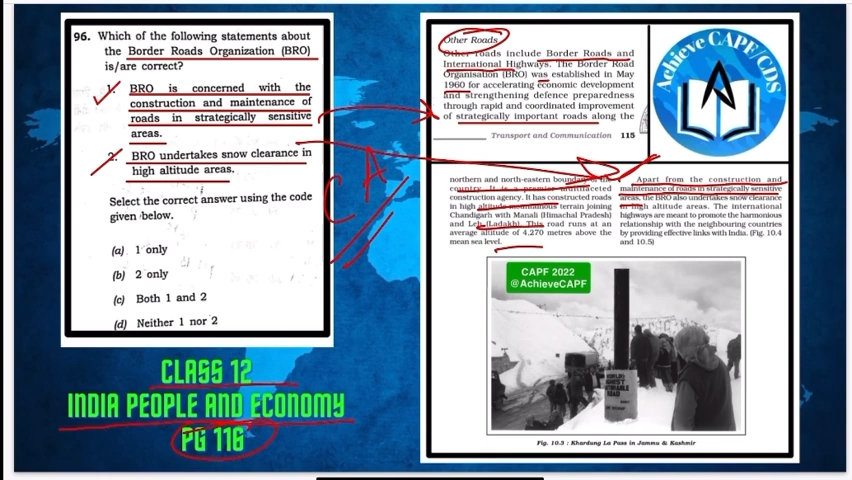 96. Which of the following statements about
the Border Roads Organization (BRO)
is/are correct?
1. BRO is concerned with the
construction and maintenance of
roads in strategically sensitive
areas.
2. BRO undertakes snow clearance in
high altitude areas.
Select the correct answer using the code
given below.
(a) 1 only
(b) 2 only
(c) Both 1 and 2
(d) Neither 1 nor 2
CLASS 12
INDIA PEOPLE AND ECONOMY
PG 116
CA
Other Roads
Other roads include Border Roads and
International Highways. The Border Road
Organisation (BRO) was established in May
1960 for accelerating economic development
and strengthening defence preparedness
through rapid and coordinated improvement
of strategically important roads along the
Transport and Communication 115
northern and north-eastern boundary of the
country. It is a premier multifaceted
construction agency. It has constructed roads
in high altitude mountainous terrain joining
Chandigarh with Manali (Himachal Pradesh)
and Leh (Ladakh). This road runs at an
average altitude of 4,270 metres above the
mean sea level.
Apart from the construction and
maintenance of roads in strategically sensitive
areas, the BRO also undertakes snow clearance
in high altitude areas. The international
highways are meant to promote the harmonious
relationship with the neighbouring countries
by providing effective links with India. (Fig. 10.4
and 10.5)
Achieve CAPF/CDS
CAPF 2022
@AchieveCAPF
WORLD'S
HIGHEST
MOTORABLE
ROAD
Fig. 10.3 : Khardung La Pass in Jammu & Kashmir